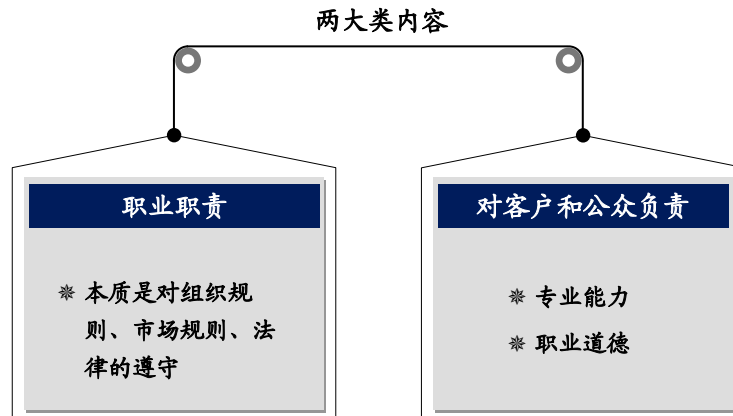 两大类内容
职业职责
✵ 本质是对组织规
则、市场规则、法
律的遵守
对客户和公众负责
✵ 专业能力
✵ 职业道德